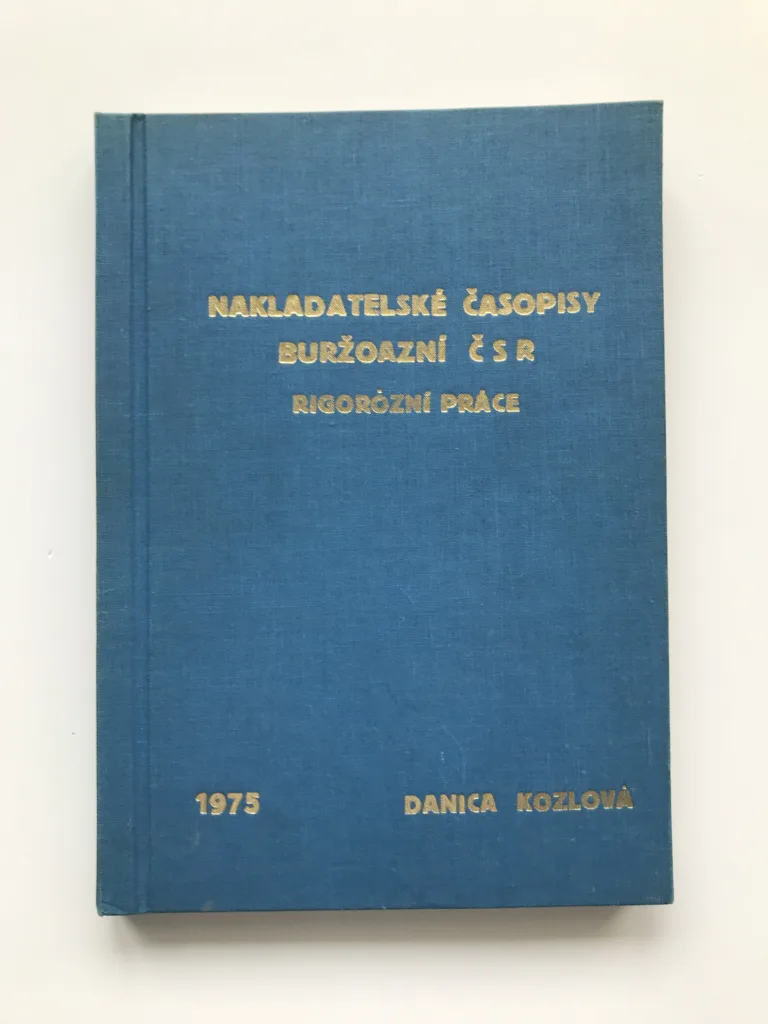 NAKLADATELSKÉ ČASOPISY
BURŽOAZNÍ ČSR
RIGORÓZNÍ PRÁCE
1975 DANICA KOZLOVÁ